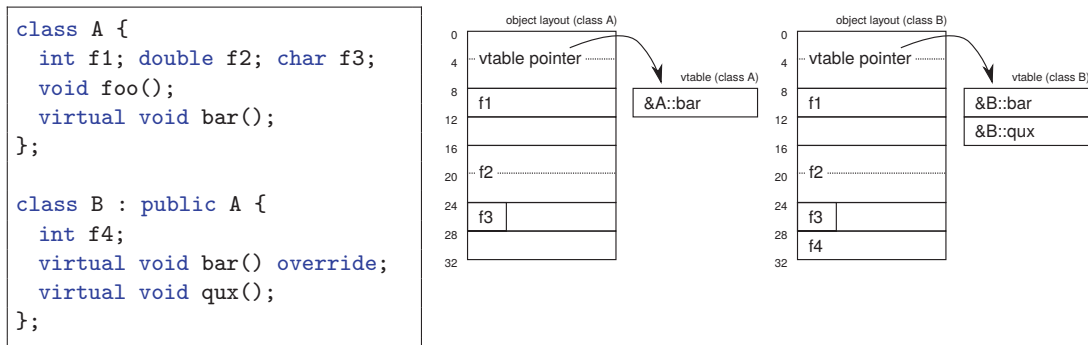 class A {
int f1; double f2; char f3;
void foo();
virtual void bar();
};
class B : public A {
int f4;
virtual void bar() override;
virtual void qux();
};
object layout (class A)
0
vtable pointer
4
vtable (class A)
8
f1
&A::bar
12
16
f2
20
24
f3
28
32
object layout (class B)
0
vtable pointer
4
vtable (class B)
8
f1
&B::bar
12
&B::qux
16
f2
20
24
f3
28
f4
32